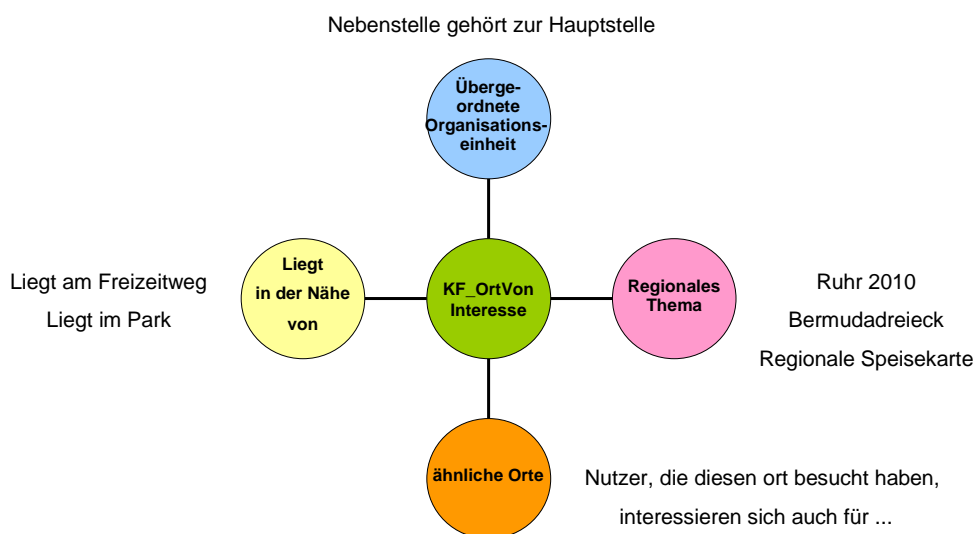 Nebenstelle gehört zur Hauptstelle
Überge-
ordnete
Organisations-
einheit
Liegt am Freizeitweg
Liegt im Park
Liegt
in der Nähe
von
KF_OrtVon
Interesse
Regionales
Thema
Ruhr 2010
Bermudadreieck
Regionale Speisekarte
ähnliche Orte
Nutzer, die diesen ort besucht haben,
interessieren sich auch für ...